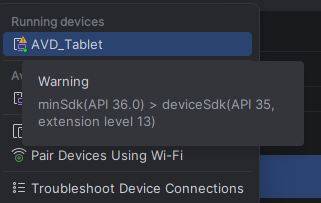 Running devices
AVD_Tablet
Warning
minSdk(API 36.0) > deviceSdk(API 35,
extension level 13)
Pair Devices Using Wi-Fi
Troubleshoot Device Connections